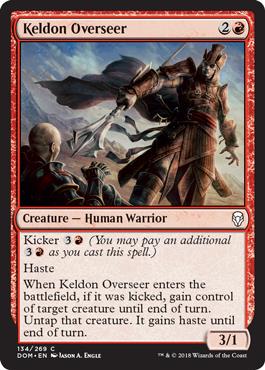 Keldon Overseer 2
Creature — Human Warrior
Kicker 3 (You may pay an additional
3 as you cast this spell.)
Haste
When Keldon Overseer enters the
battlefield, if it was kicked, gain control
of target creature until end of turn.
Untap that creature. It gains haste until
end of turn.
3/1
134/269 C
DOM • EN JASON A. ENGLE
™ & © 2018 Wizards of the Coast